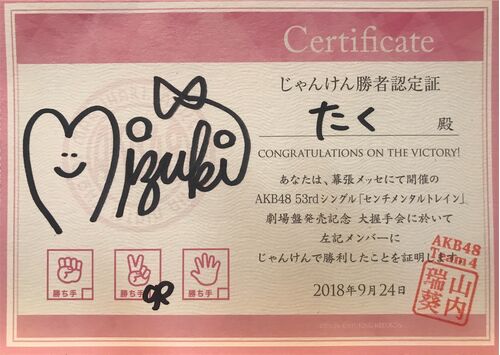 Certificate
じゃんけん勝者認定証
たく 殿
CONGRATULATIONS ON THE VICTORY!
あなたは、幕張メッセにて開催の
AKB48 53rdシングル「センチメンタルトレイン」
劇場盤発売記念 大握手会に於いて
左記メンバーに
じゃんけんで勝利したことを証明します。
2018年9月24日
Mizuki
勝ち手
勝ち手
勝ち手
AKB48
Team4
山内
瑞葵